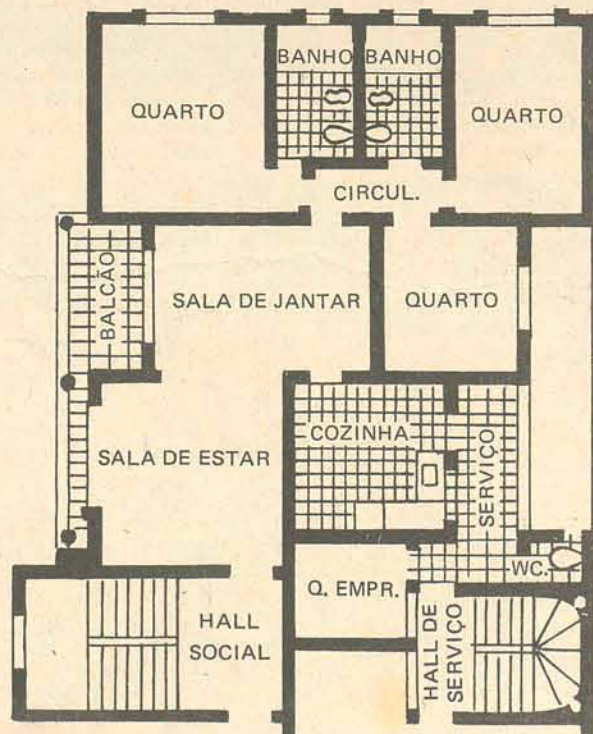 BANHO
BANHO
QUARTO
QUARTO
CIRCUL.
BALCÃO
SALA DE JANTAR
QUARTO
COZINHA
SALA DE ESTAR
SERVIÇO
WC.
Q. EMPR.
HALL
SOCIAL
HALL DE
SERVIÇO